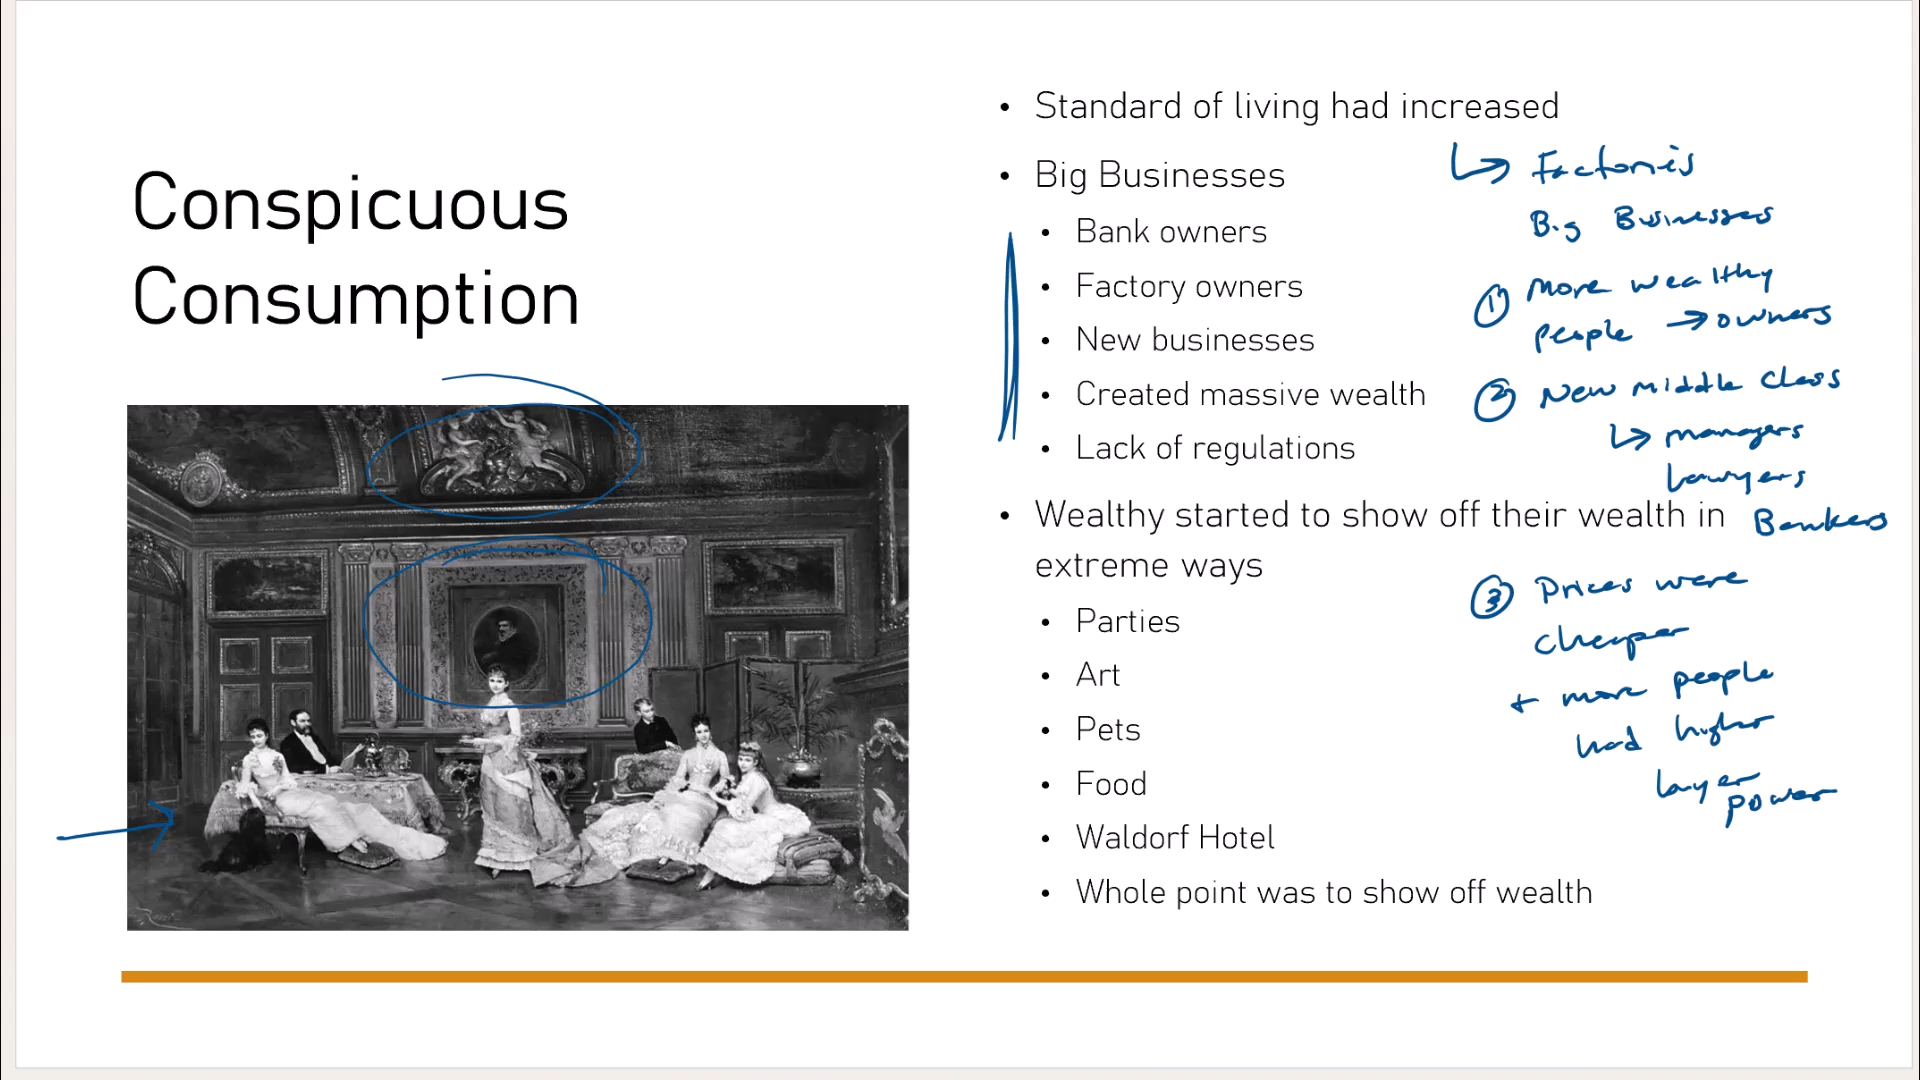 Conspicuous
Consumption
• Standard of living had increased
• Big Businesses
• Bank owners
• Factory owners
• New businesses
• Created massive wealth
• Lack of regulations
• Wealthy started to show off their wealth in
extreme ways
• Parties
• Art
• Pets
• Food
• Waldorf Hotel
• Whole point was to show off wealth
↳ Factories
Big Businesses
① More wealthy
people → owners
② New middle class
↳ managers
Lawyers
Bankers
③ Prices were
cheaper
+ more people
had higher
power